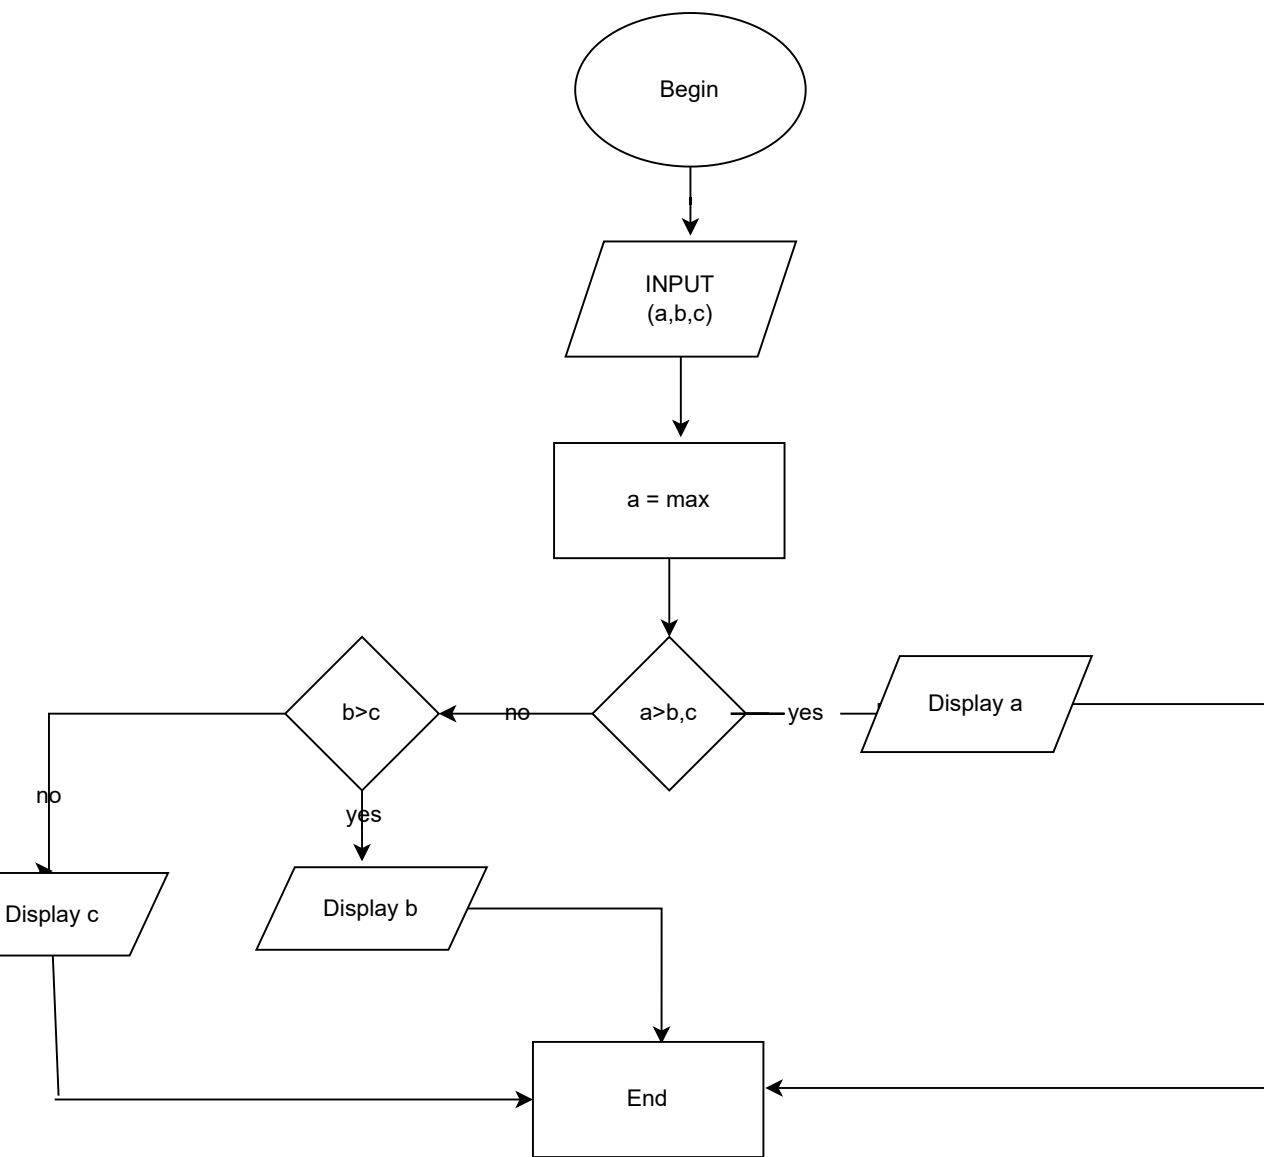 Begin
INPUT
(a,b,c)
a = max
b>c
no
a>b,c
yes
Display a
no
yes
Display c
Display b
End